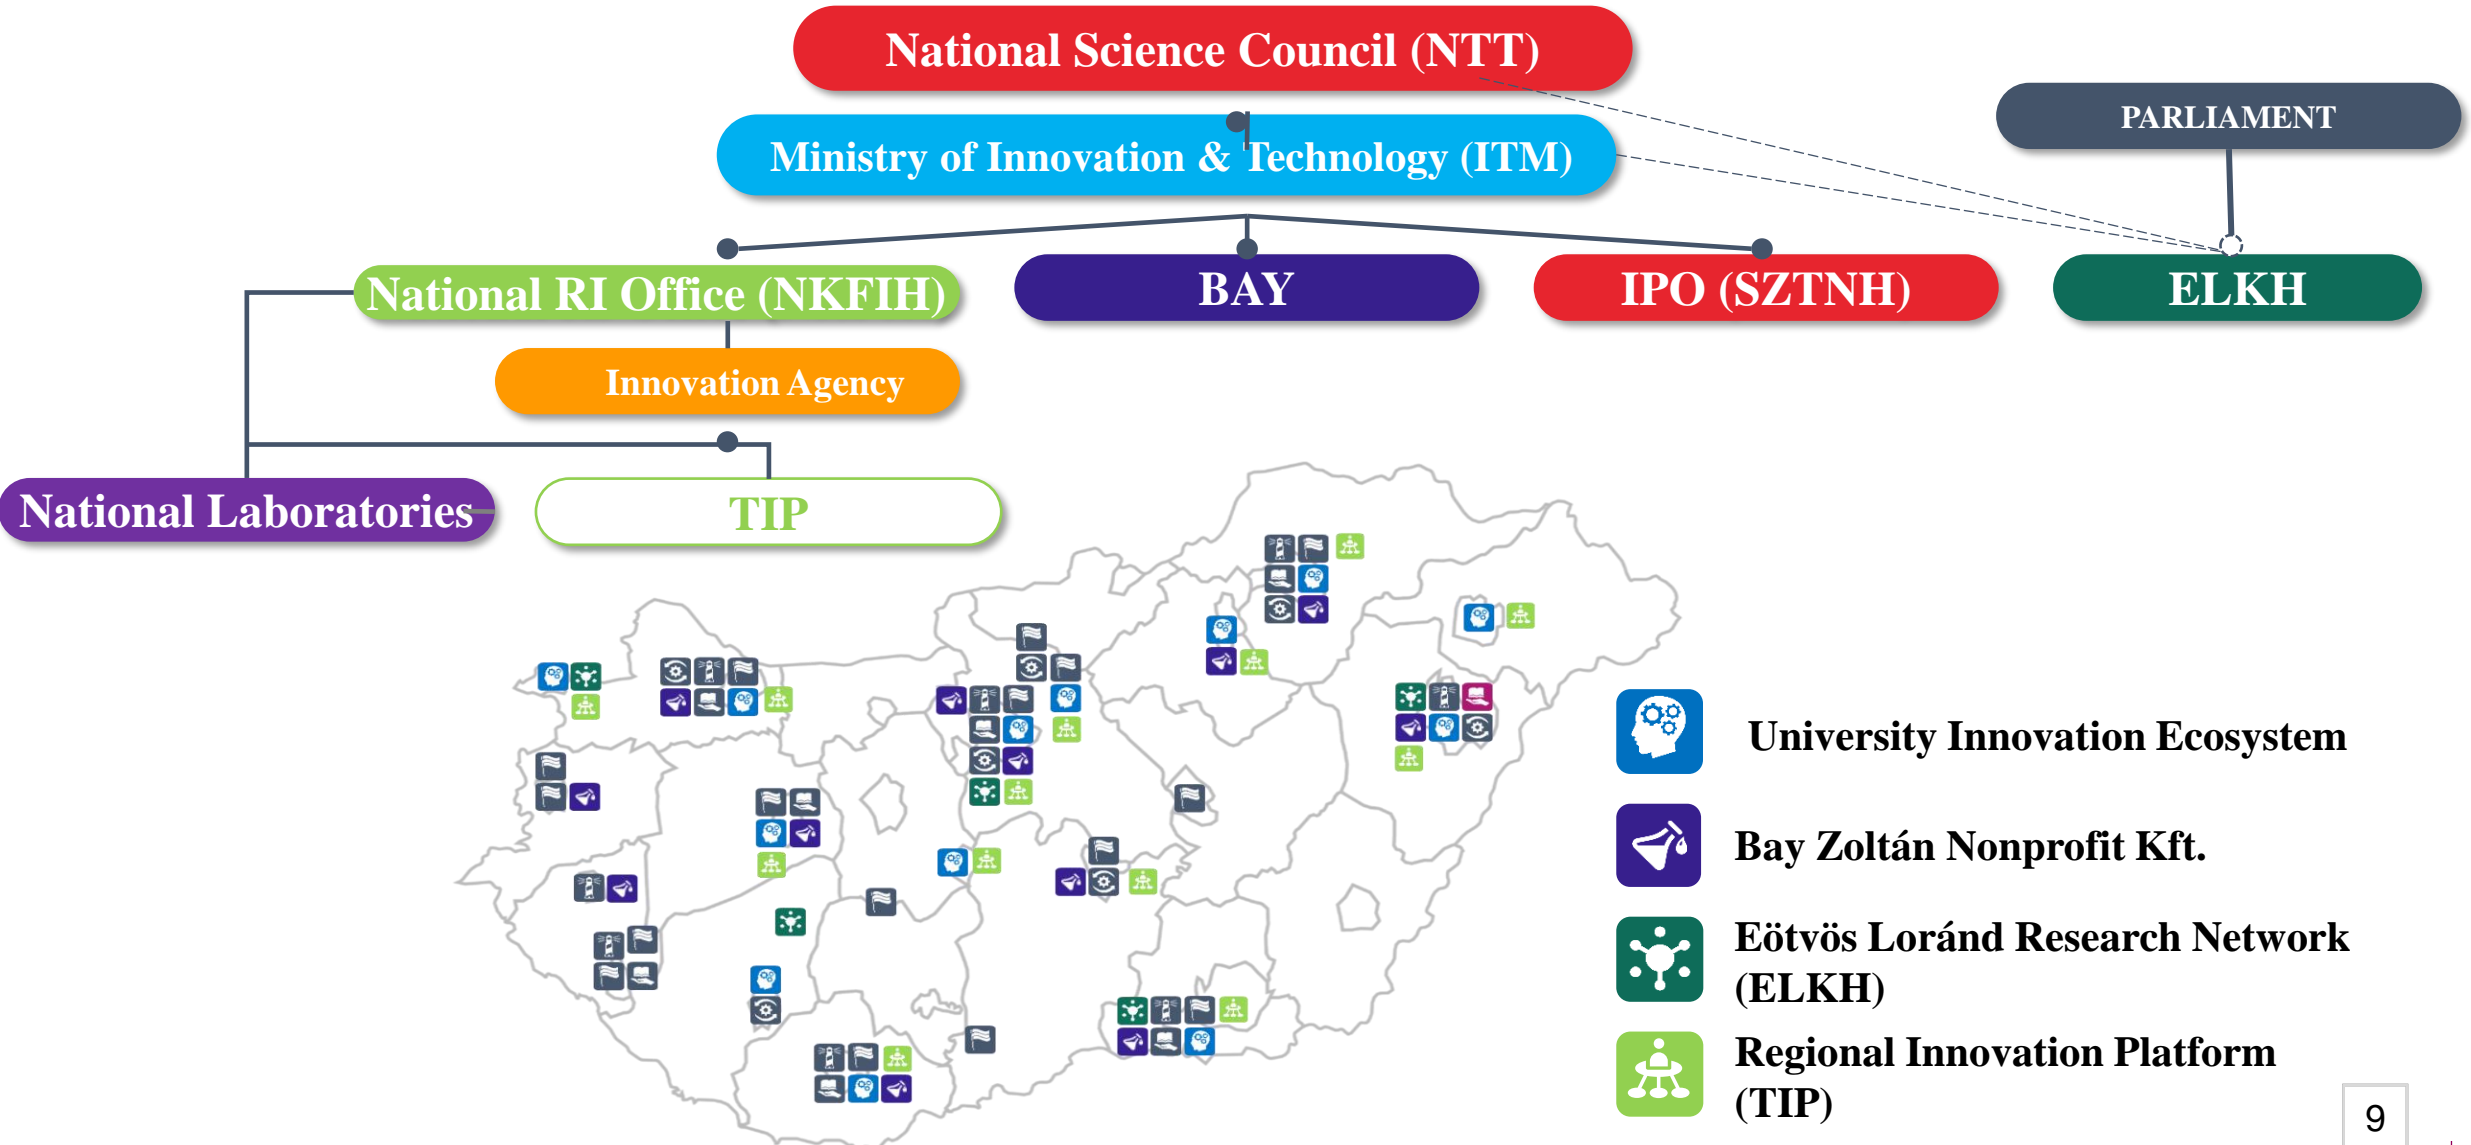 National Science Council (NTT)
PARLIAMENT
Ministry of Innovation & Technology (ITM)
National RI Office (NKFIH)
BAY
IPO (SZTNH)
ELKH
Innovation Agency
National Laboratories
TIP
University Innovation Ecosystem
Bay Zoltán Nonprofit Kft.
Eötvös Loránd Research Network
(ELKH)
Regional Innovation Platform
(TIP)
9